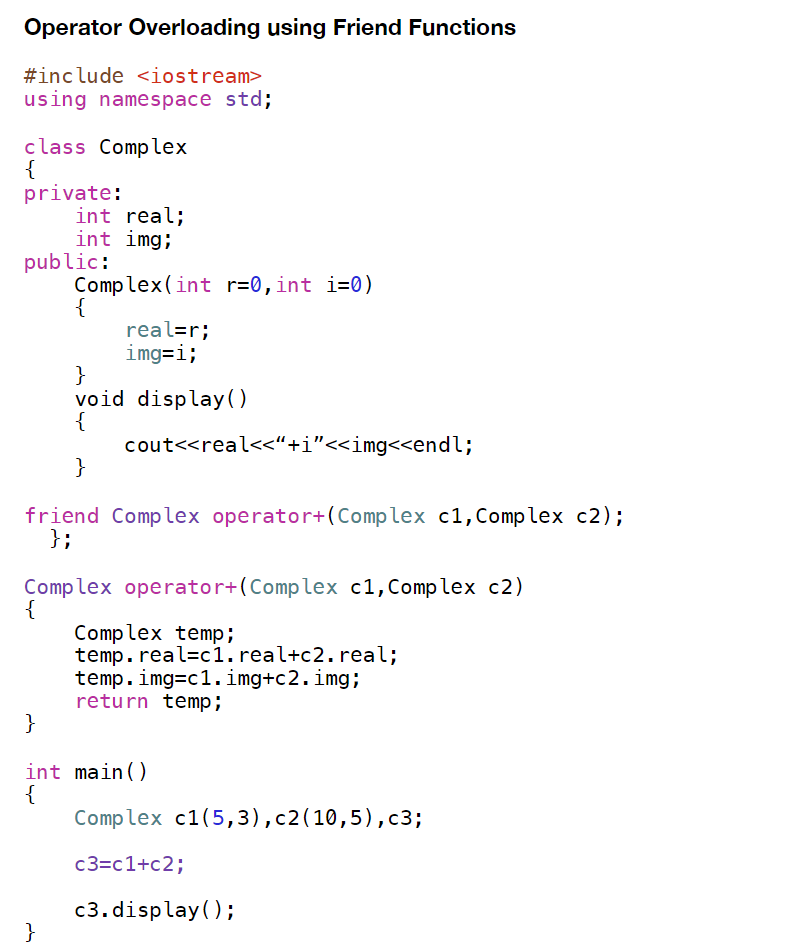 Operator Overloading using Friend Functions
#include <iostream>
using namespace std;
class Complex
{
private:
    int real;
    int img;
public:
    Complex(int r=0,int i=0)
    {
        real=r;
        img=i;
    }
    void display()
    {
        cout<<real<<“+i”<<img<<endl;
    }
friend Complex operator+(Complex c1,Complex c2);
  };
Complex operator+(Complex c1,Complex c2)
{
    Complex temp;
    temp.real=c1.real+c2.real;
    temp.img=c1.img+c2.img;
    return temp;
}
int main()
{
    Complex c1(5,3),c2(10,5),c3;
    c3=c1+c2;
    c3.display();
}